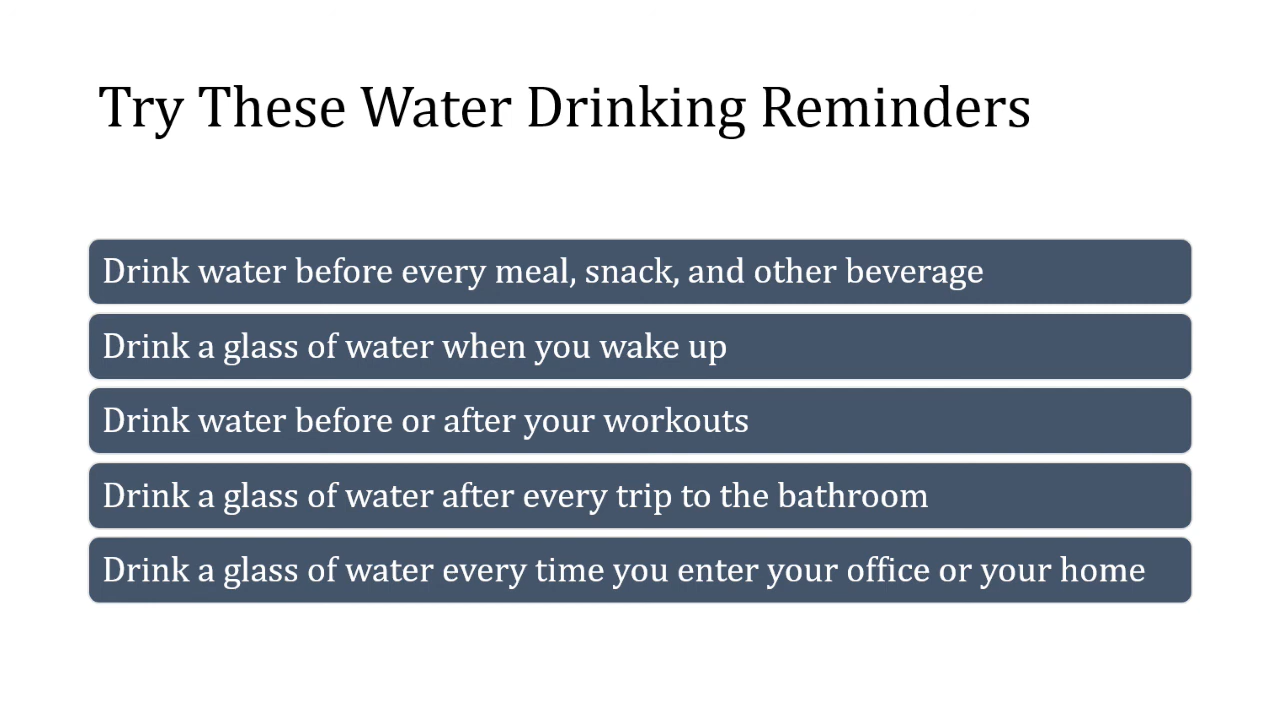 Try These Water Drinking Reminders
Drink water before every meal, snack, and other beverage
Drink a glass of water when you wake up
Drink water before or after your workouts
Drink a glass of water after every trip to the bathroom
Drink a glass of water every time you enter your office or your home